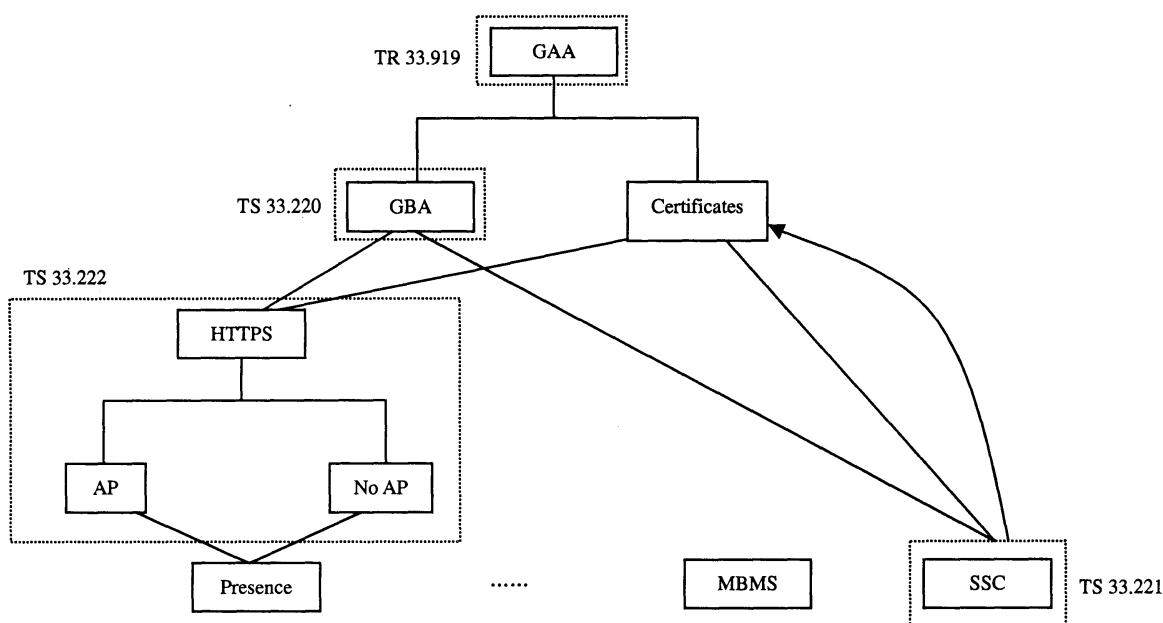 TR 33.919
GAA
TS 33.220
GBA
Certificates
TS 33.222
HTTPS
AP
No AP
Presence
......
MBMS
SSC
TS 33.221